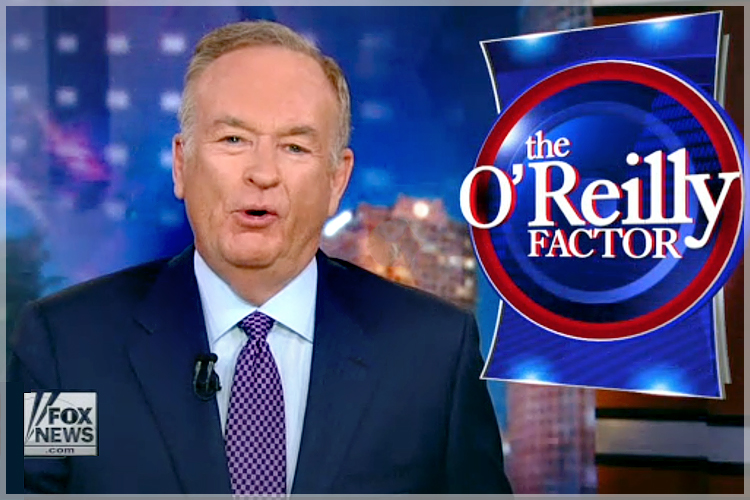 the
O'Reilly
FACTOR
FOX
NEWS
.com